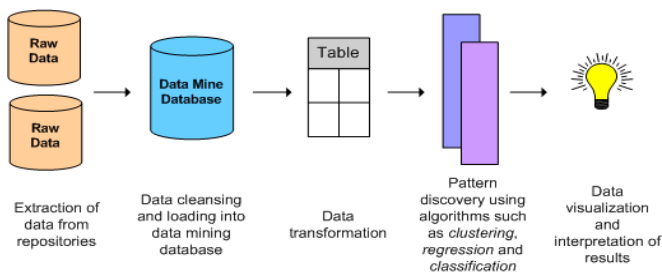 Raw
Data
Raw
Data
Data Mine
Database
Table
Extraction of
data from
repositories
Data cleansing
and loading into
data mining
database
Data
transformation
Pattern
discovery using
algorithms such
as clustering,
regression and
classification
Data
visualization
and
interpretation of
results